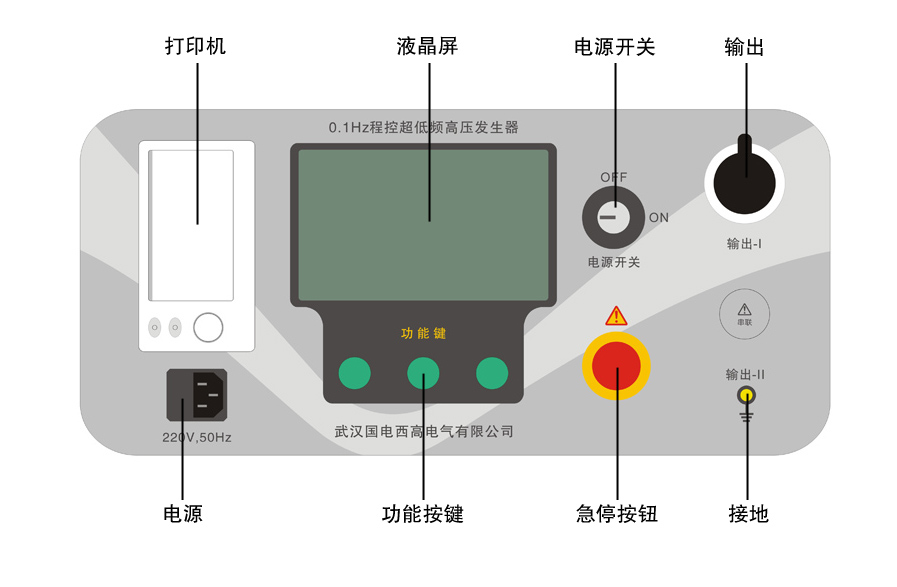 打印机
液晶屏
电源开关
输出
0.1Hz程控超低频高压发生器
OFF
ON
电源开关
输出-I
串联
功能键
输出-II
220V,50Hz
武汉国电西高电气有限公司
电源
功能按键
急停按钮
接地